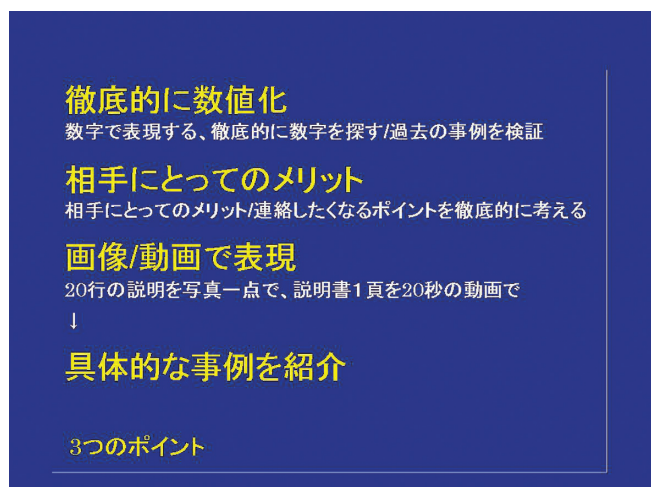 徹底的に数値化
数字で表現する、徹底的に数字を探す/過去の事例を検証
相手にとってのメリット
相手にとってのメリット/連絡したくなるポイントを徹底的に考える
画像/動画で表現
20行の説明を写真一点で、説明書1頁を20秒の動画で
↓
具体的な事例を紹介
3つのポイント